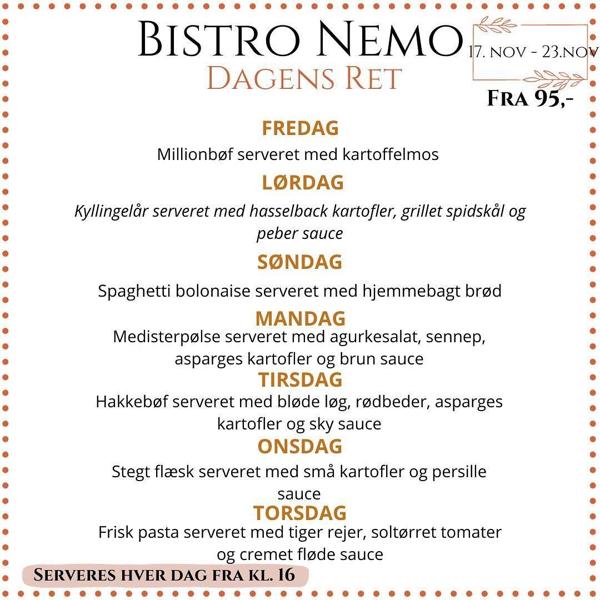 Bistro Nemo
17. nov - 23.nov
Dagens Ret
Fra 95,-
FREDAG
Millionbøf serveret med kartoffelmos
LØRDAG
Kyllingelår serveret med hasselback kartofler, grillet spidskål og
peber sauce
SØNDAG
Spaghetti bolonaise serveret med hjemmebagt brød
MANDAG
Medisterpølse serveret med agurkesalat, sennep,
asparges kartofler og brun sauce
TIRSDAG
Hakkebøf serveret med bløde løg, rødbeder, asparges
kartofler og sky sauce
ONSDAG
Stegt flæsk serveret med små kartofler og persille
sauce
TORSDAG
Frisk pasta serveret med tiger rejer, soltørret tomater
og cremet fløde sauce
Serveres hver dag fra kl. 16